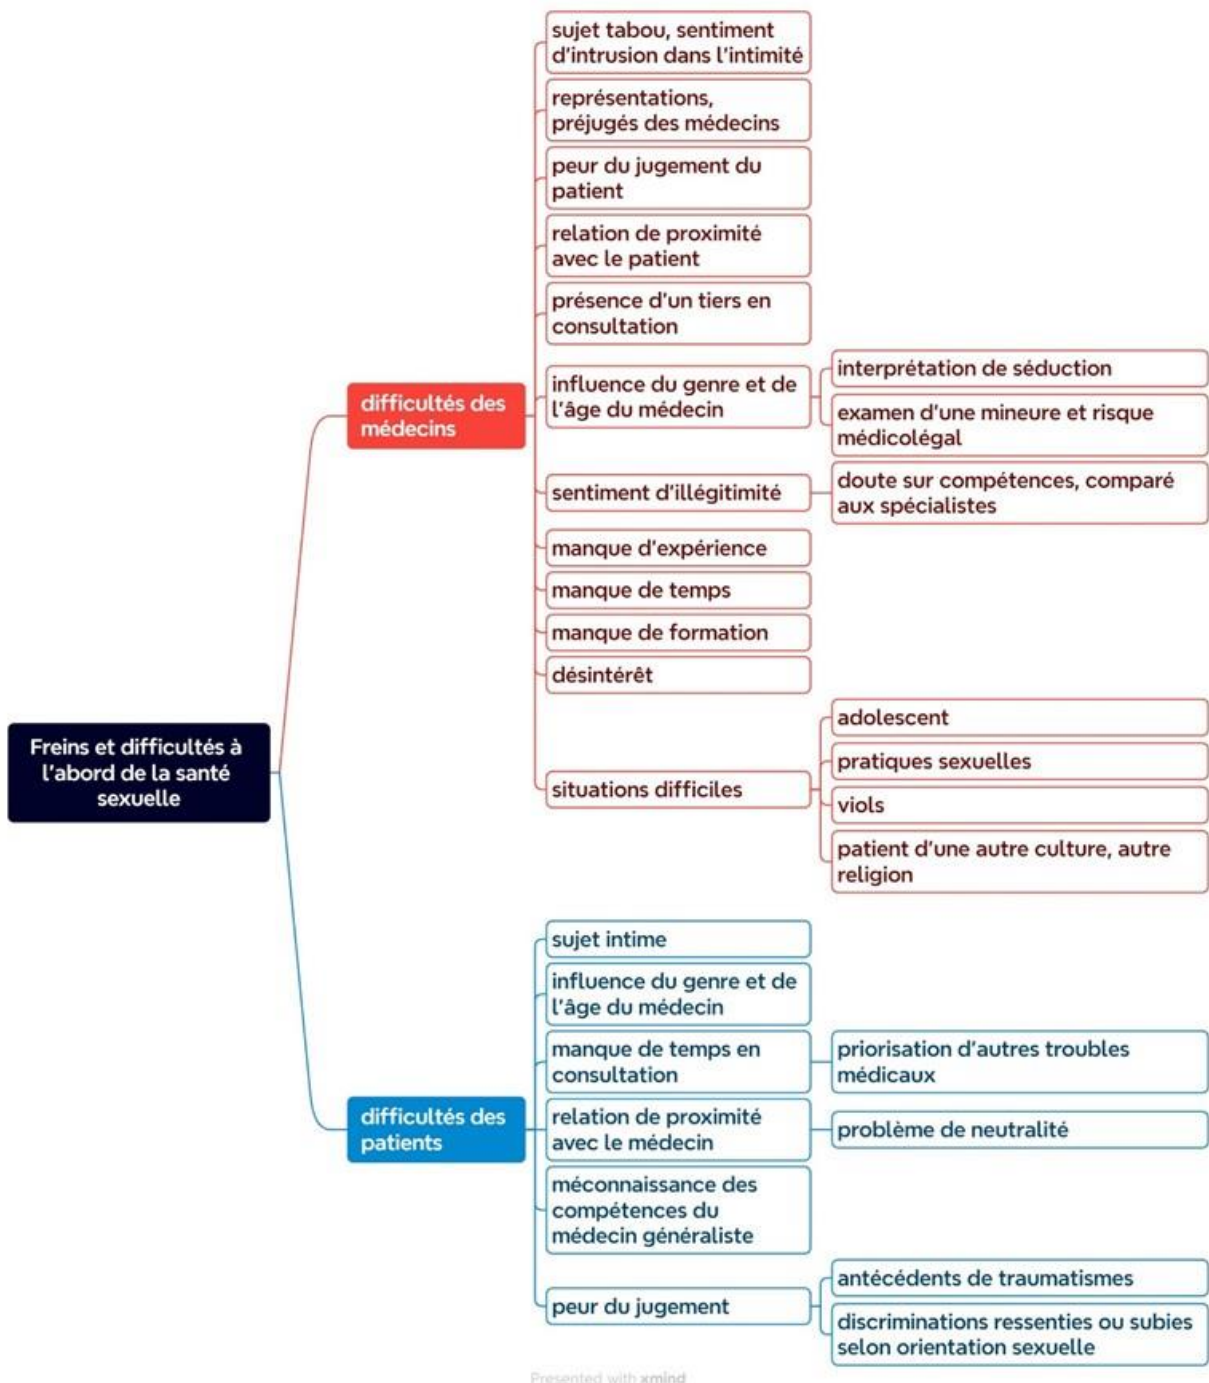 Freins et difficultés à
l'abord de la santé
sexuelle
difficultés des
médecins
sujet tabou, sentiment
d'intrusion dans l'intimité
représentations,
préjugés des médecins
peur du jugement du
patient
relation de proximité
avec le patient
présence d'un tiers en
consultation
influence du genre et de
l'âge du médecin
interprétation de séduction
examen d'une mineure et risque
médicolégal
sentiment d'illégitimité
doute sur compétences, comparé
aux spécialistes
manque d'expérience
manque de temps
manque de formation
désintérêt
situations difficiles
adolescent
pratiques sexuelles
viols
patient d'une autre culture, autre
religion
difficultés des
patients
sujet intime
influence du genre et de
l'âge du médecin
manque de temps en
consultation
priorisation d'autres troubles
médicaux
relation de proximité
avec le médecin
problème de neutralité
méconnaissance des
compétences du
médecin généraliste
peur du jugement
antécédents de traumatismes
discriminations ressenties ou subies
selon orientation sexuelle
Presented with xmind